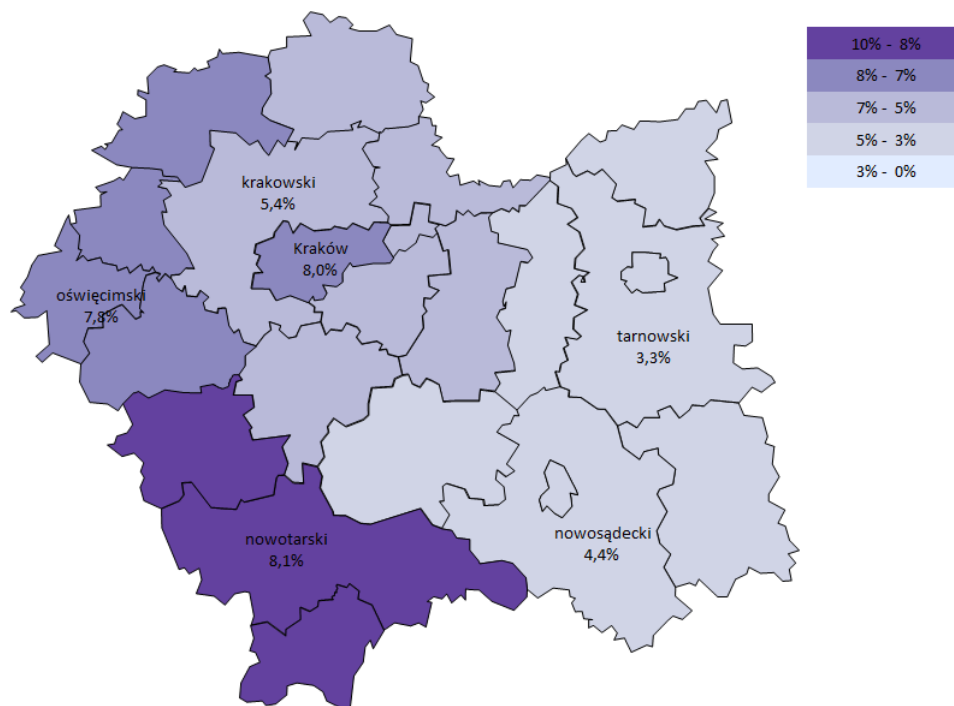 10% - 8%
8% - 7%
7% - 5%
5% - 3%
3% - 0%
krakowski
5,4%
Kraków
8,0%
oświęcimski
7,8%
tarnowski
3,3%
nowotarski
8,1%
nowosądecki
4,4%